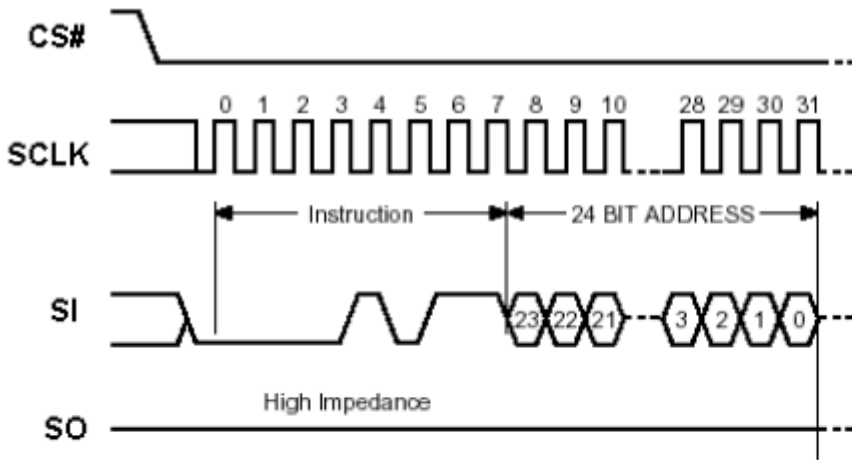 CS#
0 1 2 3 4 5 6 7 8 9 10 28 29 30 31
SCLK
Instruction 24 BIT ADDRESS
SI
23 22 21 3 2 1 0
High Impedance
SO